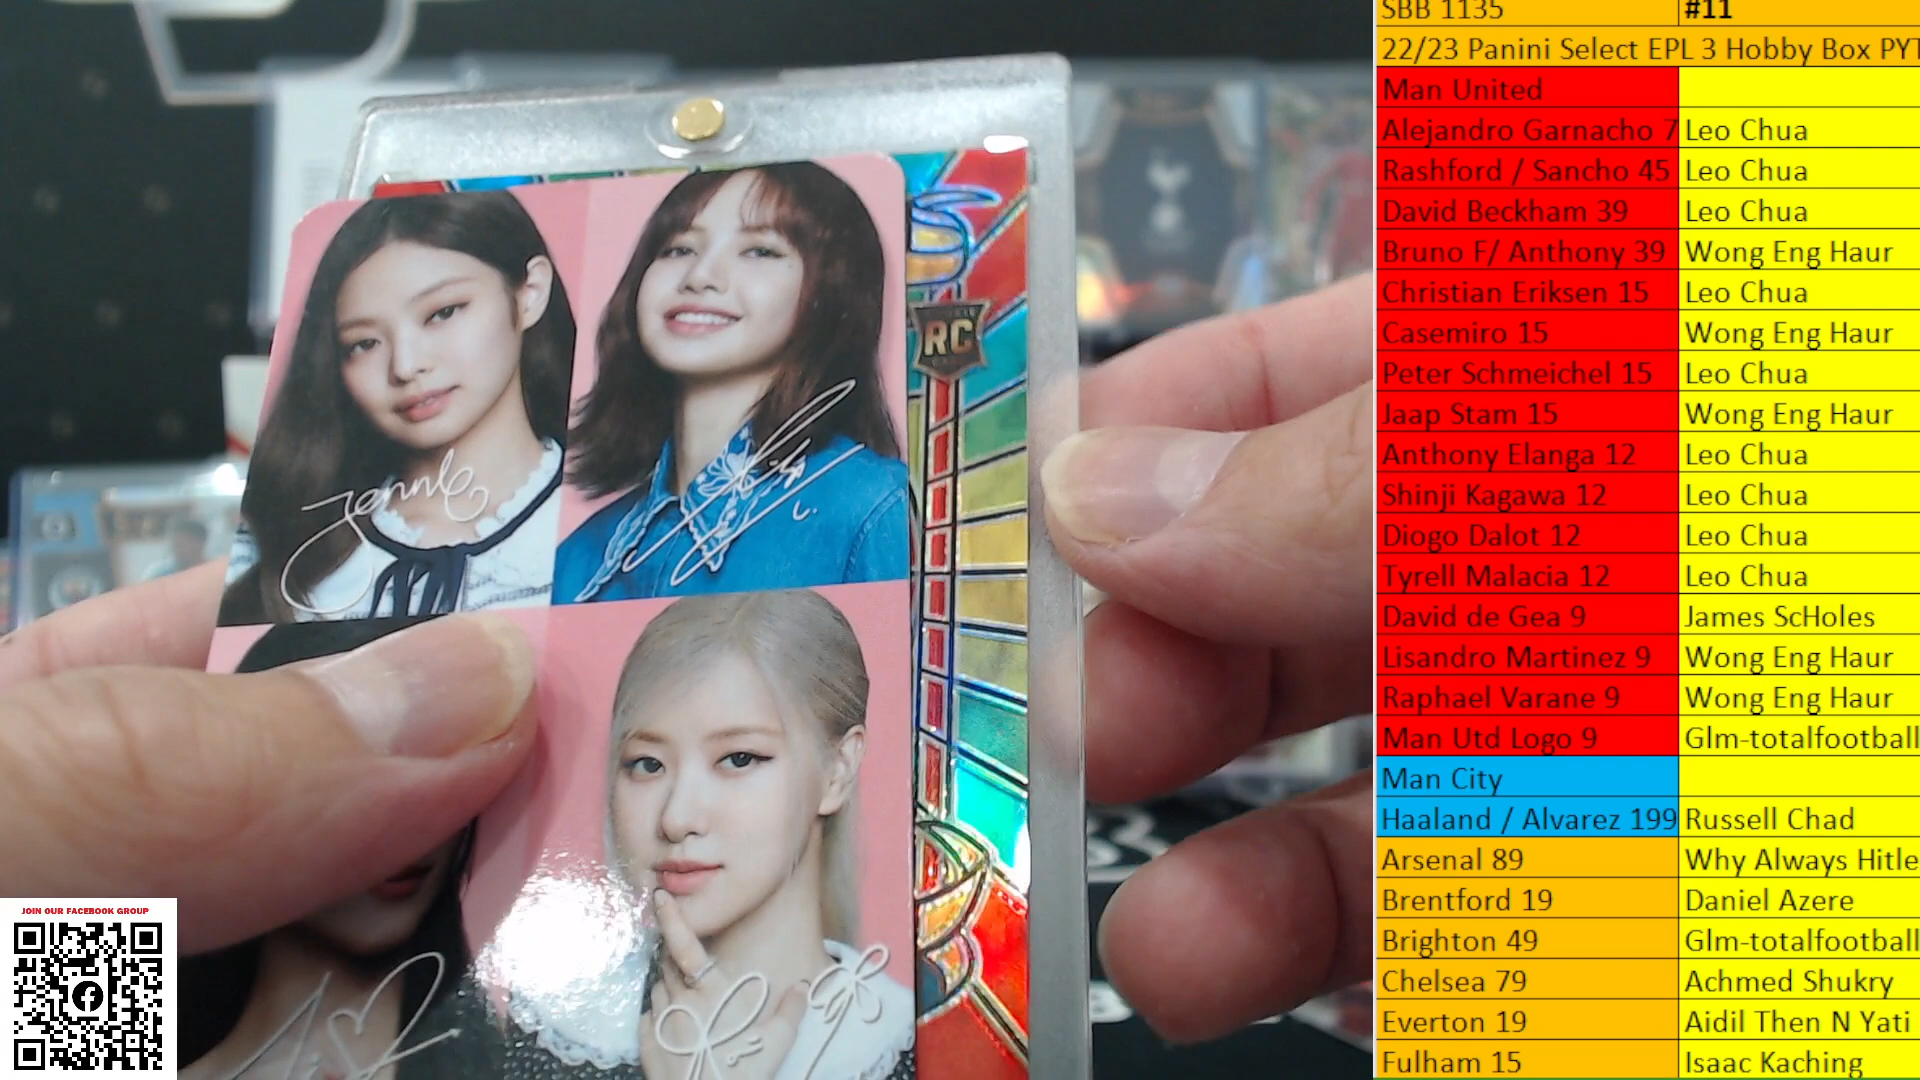 SBB 1135 #11
22/23 Panini Select EPL 3 Hobby Box PYT
Man United
Alejandro Garnacho 7 Leo Chua
Rashford / Sancho 45 Leo Chua
David Beckham 39 Leo Chua
Bruno F/ Anthony 39 Wong Eng Haur
Christian Eriksen 15 Leo Chua
Casemiro 15 Wong Eng Haur
Peter Schmeichel 15 Leo Chua
Jaap Stam 15 Wong Eng Haur
Anthony Elanga 12 Leo Chua
Shinji Kagawa 12 Leo Chua
Diogo Dalot 12 Leo Chua
Tyrell Malacia 12 Leo Chua
David de Gea 9 James ScHoles
Lisandro Martinez 9 Wong Eng Haur
Raphael Varane 9 Wong Eng Haur
Man Utd Logo 9 Glm-totalfootball
Man City
Haaland / Alvarez 199 Russell Chad
Arsenal 89 Why Always Hitle
Brentford 19 Daniel Azere
Brighton 49 Glm-totalfootball
Chelsea 79 Achmed Shukry
Everton 19 Aidil Then N Yati
Fulham 15 Isaac Kaching
RC
Jennie
JOIN OUR FACEBOOK GROUP